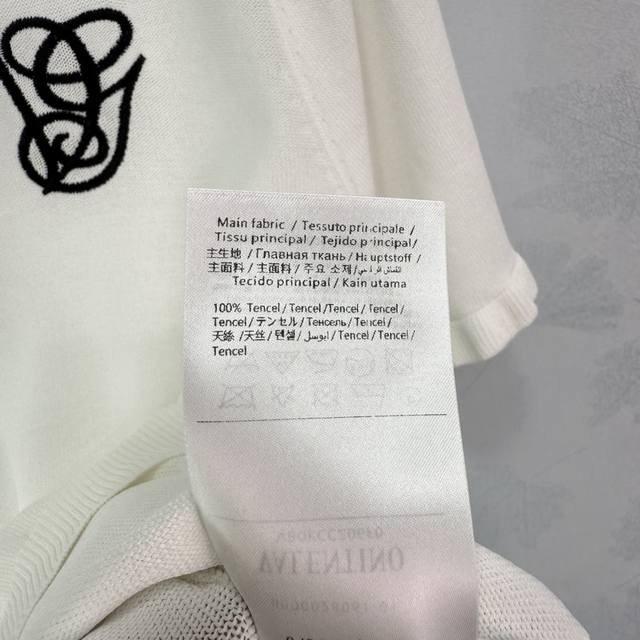 Main fabric / Tessuto principale /
Tissu principal / Tejido principal/
主生地 / Главная ткань / Hauptstoff /
主面料 / 主面料 / 주요 소재 /
Tecido principal / Kain utama
100% Tencel / Tencel /Tencel /Tencel /
Tencel /テンセル / Тенсель /Tencel /
天絲 / 天丝 / 텐셀 / ابوسل / Tencel / Tencel /
Tencel
VALENTINO